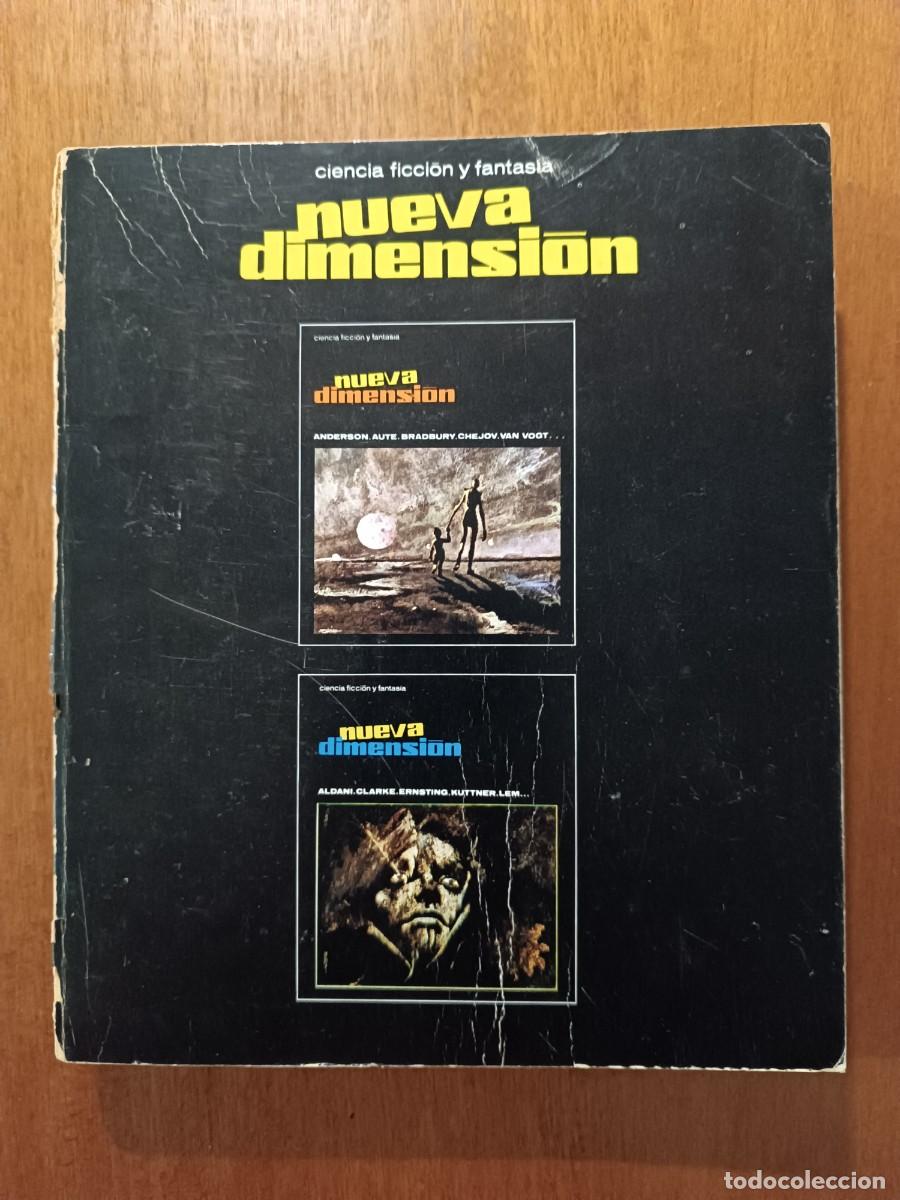 ciencia ficción y fantasía
nueva
dimensión
ciencia ficción y fantasía
nueva
dimensión
ANDERSON.AUTE.BRADBURY.CHEJOV.VAN VOGT...
ciencia ficción y fantasía
nueva
dimensión
ALDANI.CLARKE.ERNSTING.KUTTNER.LEM...
todocoleccion